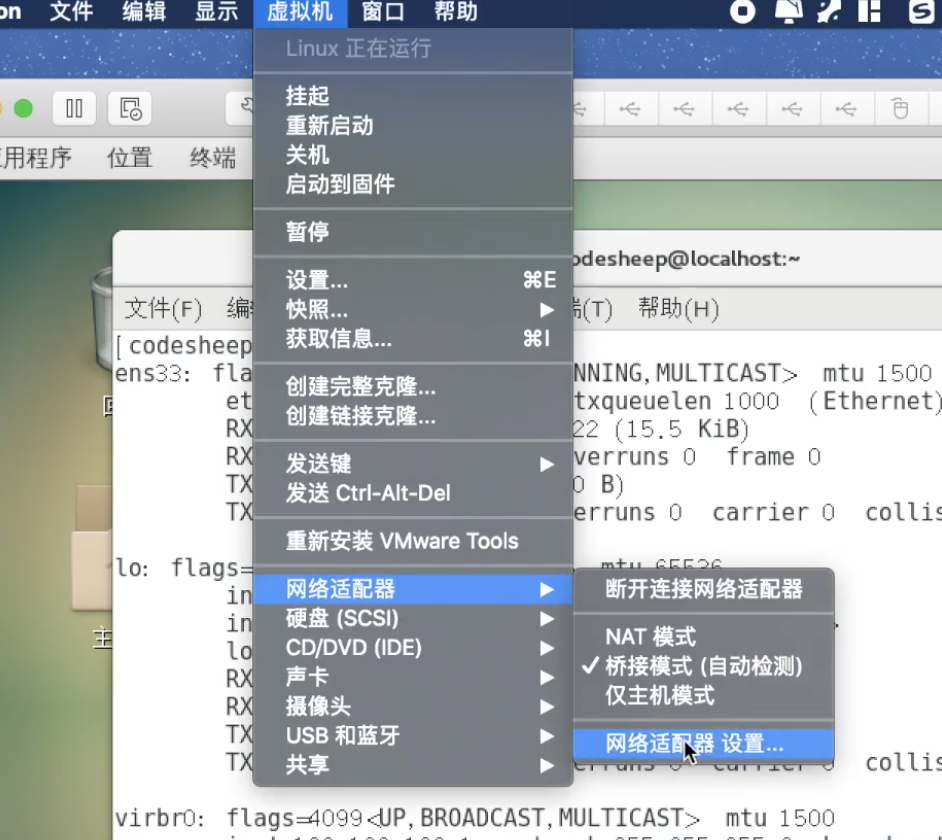 on 文件 编辑 显示 虚拟机 窗口 帮助
Linux 正在运行
挂起
重新启动
关机
启动到固件
暂停
设置... ⌘E
快照...
获取信息... ⌘I
创建完整克隆...
创建链接克隆...
发送键
发送 Ctrl-Alt-Del
重新安装 VMware Tools
网络适配器
硬盘 (SCSI)
CD/DVD (IDE)
声卡
摄像头
USB 和蓝牙
共享
断开连接网络适配器
NAT 模式
✓ 桥接模式 (自动检测)
仅主机模式
网络适配器 设置...
用程序 位置 终端
odesheep@localhost:~
文件(F) 编 (T) 帮助(H)
[codesheep
ens33: fla NNING,MULTICAST> mtu 1500
et txqueuelen 1000 (Ethernet)
RX 22 (15.5 KiB)
RX verruns 0 frame 0
TX 0 B)
TX erruns 0 carrier 0 collis
lo: flags= mtu 65536
in
in
lo
RX
RX
TX
TX erruns 0 carrier 0 collis
virbr0: flags=4099<UP,BROADCAST,MULTICAST> mtu 1500
主